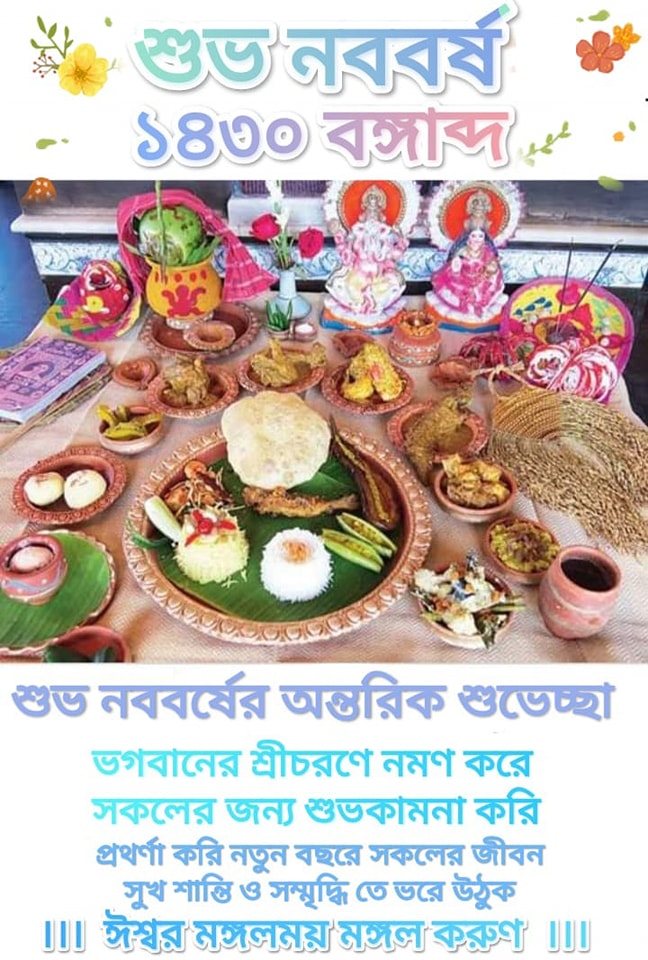 শুভ নববর্ষ
১৪৩০ বঙ্গাব্দ
শুভ নববর্ষের অন্তরিক শুভেচ্ছা
ভগবানের শ্রীচরণে নমণ করে
সকলের জন্য শুভকামনা করি
প্রথর্ণা করি নতুন বছরে সকলের জীবন
সুখ শান্তি ও সম্মৃদ্ধি তে ভরে উঠুক
||| ঈশ্বর মঙ্গলময় মঙ্গল করুণ |||